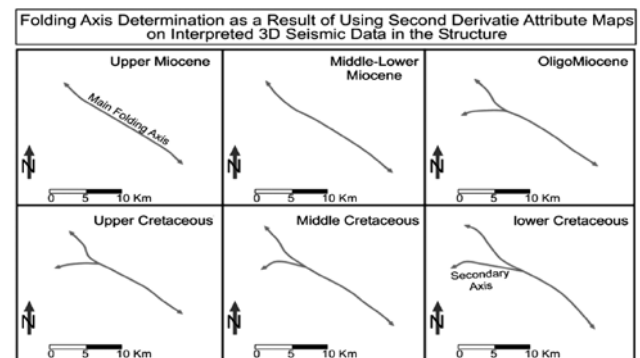 Folding Axis Determination as a Result of Using Second Derivatie Attribute Maps
on Interpreted 3D Seismic Data in the Structure
Upper Miocene
Main Folding Axis
N
0 5 10 Km
Middle-Lower
Miocene
N
0 5 10 Km
OligoMiocene
N
0 5 10 Km
Upper Cretaceous
N
0 5 10 Km
Middle Cretaceous
N
0 5 10 Km
lower Cretaceous
Secondary
Axis
N
0 5 10 Km